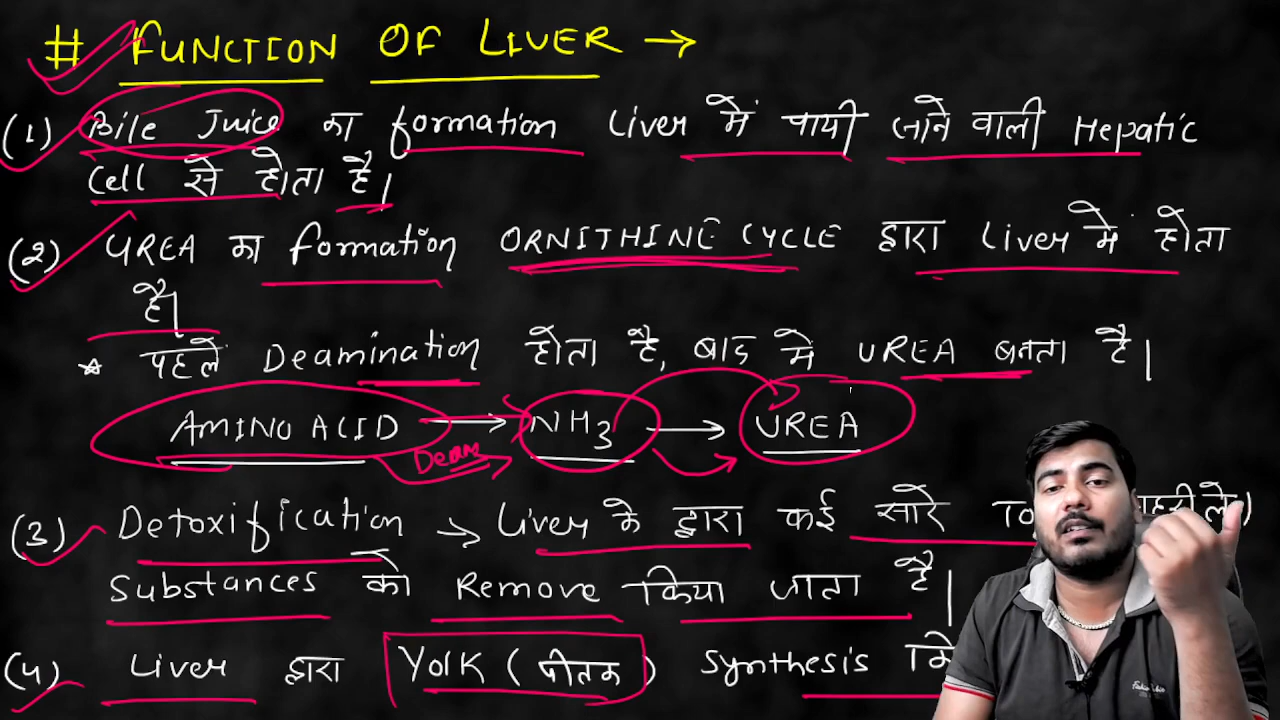 # FUNCTION OF LIVER →
(1) Bile Juice का formation Liver में पायी जाने वाली Hepatic
Cell से होता है।
(2) UREA का formation ORNITHINE CYCLE द्वारा Liver में होता
है।
* पहले Deamination होता है, बाद में UREA बनता है।
AMINO ACID → NH3 → UREA
Deam
(3) Detoxification → Liver के द्वारा कई सारे
Substances को Remove किया जाता है।
(4) Liver द्वारा Yolk (पीतक) Synthesis